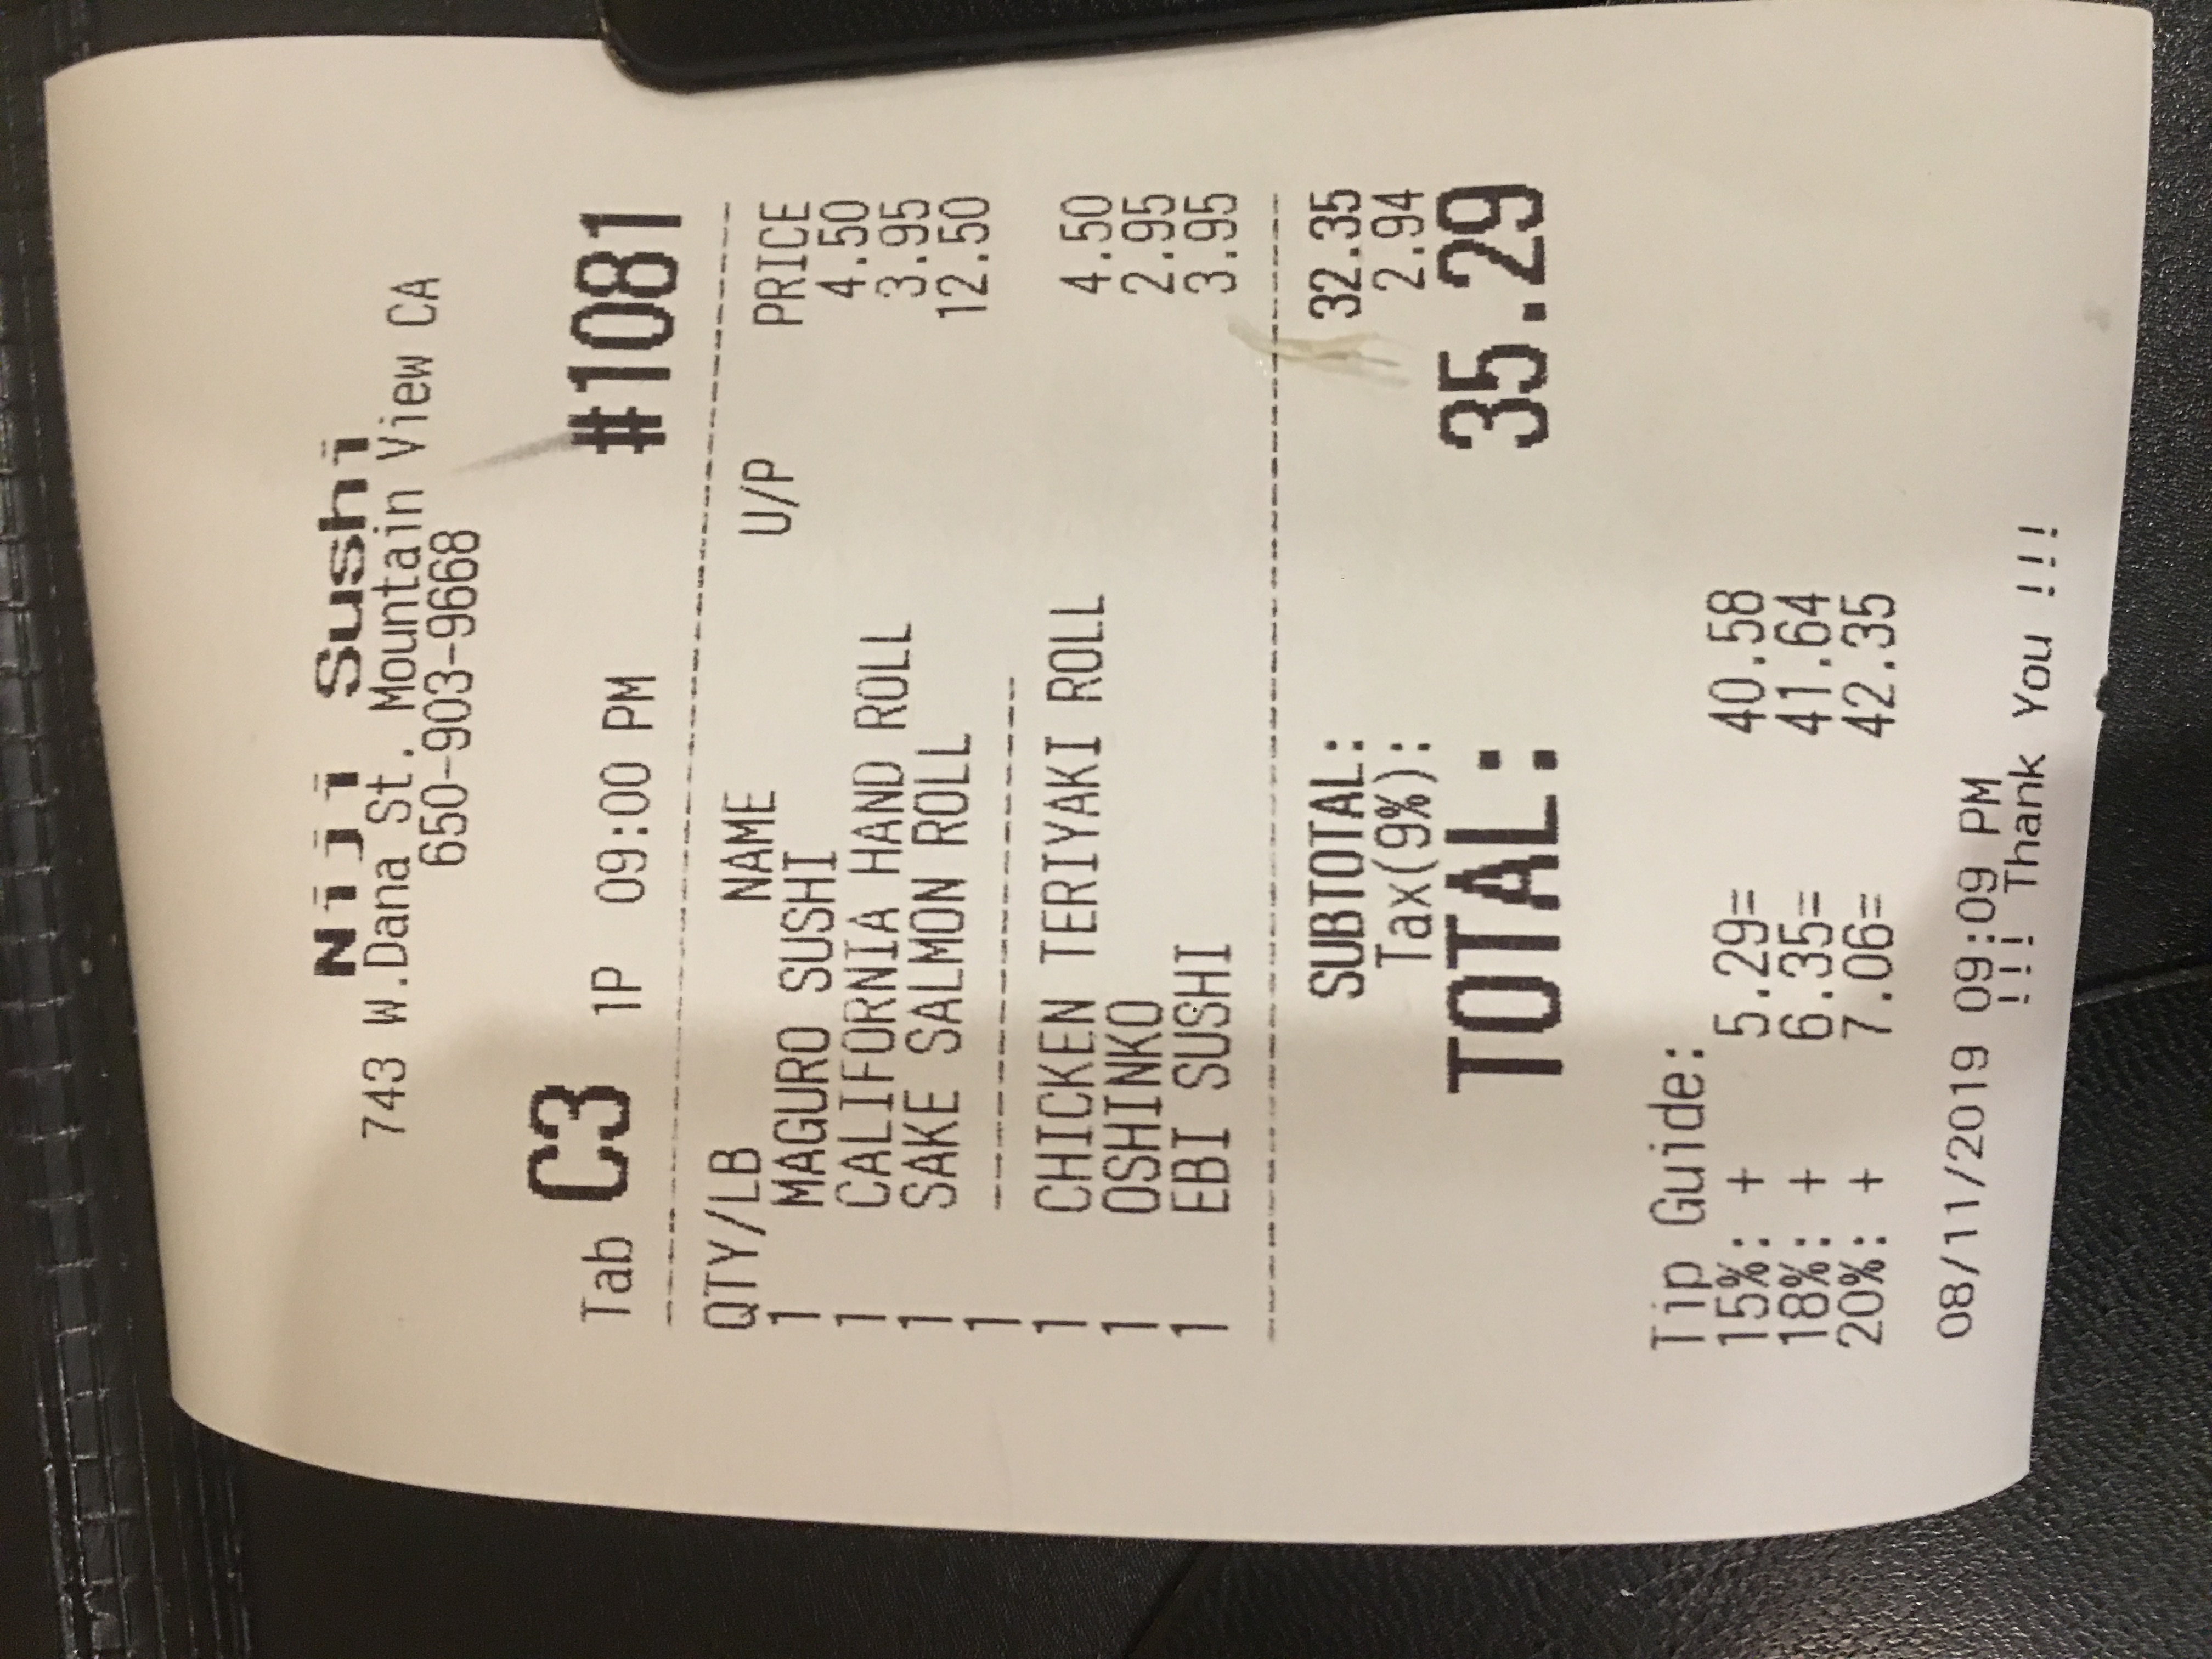 Niji Sushi
743 W.Dana St. Mountain View CA
650-903-9668
Tab C3 1P 09:00 PM #1081
QTY/LB NAME U/P PRICE
1 MAGURO SUSHI 4.50
1 CALIFORNIA HAND ROLL 3.95
1 SAKE SALMON ROLL 12.50
1 ------------------
1 CHICKEN TERIYAKI ROLL 4.50
1 OSHINKO 2.95
1 EBI SUSHI 3.95
SUBTOTAL: 32.35
Tax(9%): 2.94
TOTAL: 35.29
Tip Guide:
15%: + 5.29= 40.58
18%: + 6.35= 41.64
20%: + 7.06= 42.35
08/11/2019 09:09 PM
!!! Thank You !!!